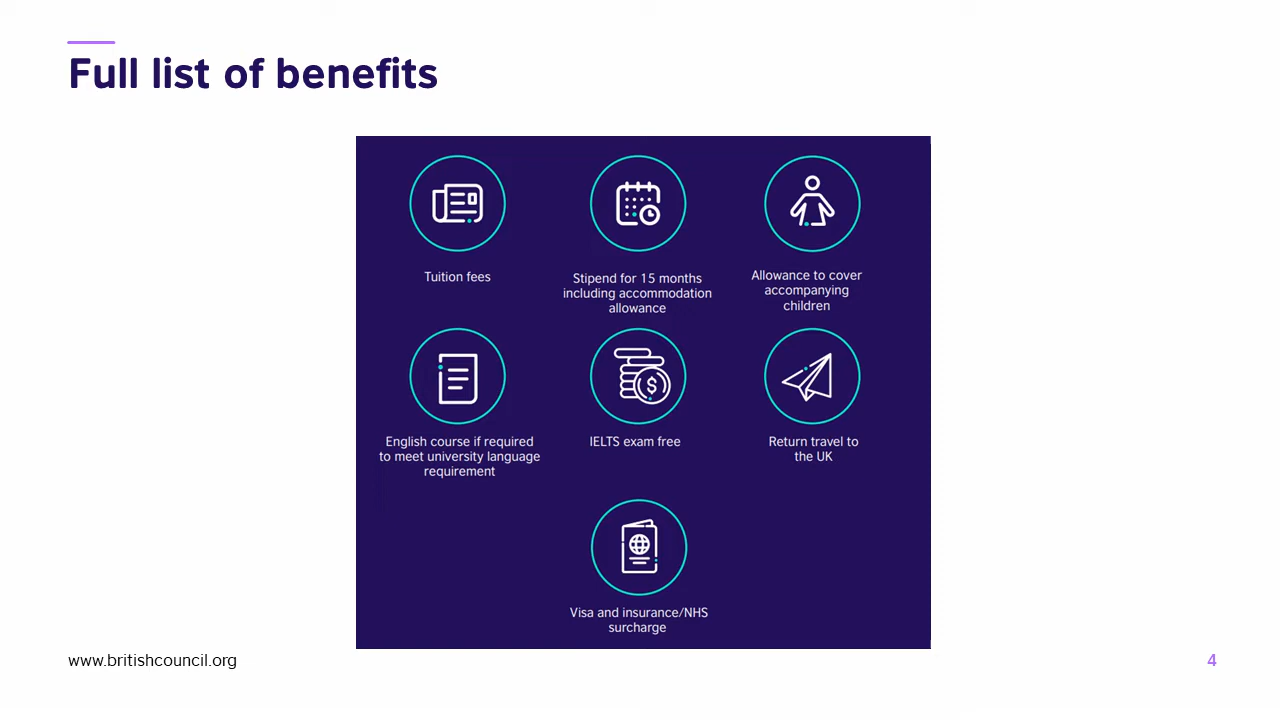 Full list of benefits
Tuition fees
Stipend for 15 months
including accommodation
allowance
Allowance to cover
accompanying
children
English course if required
to meet university language
requirement
IELTS exam free
Return travel to
the UK
Visa and insurance/NHS
surcharge
www.britishcouncil.org
4